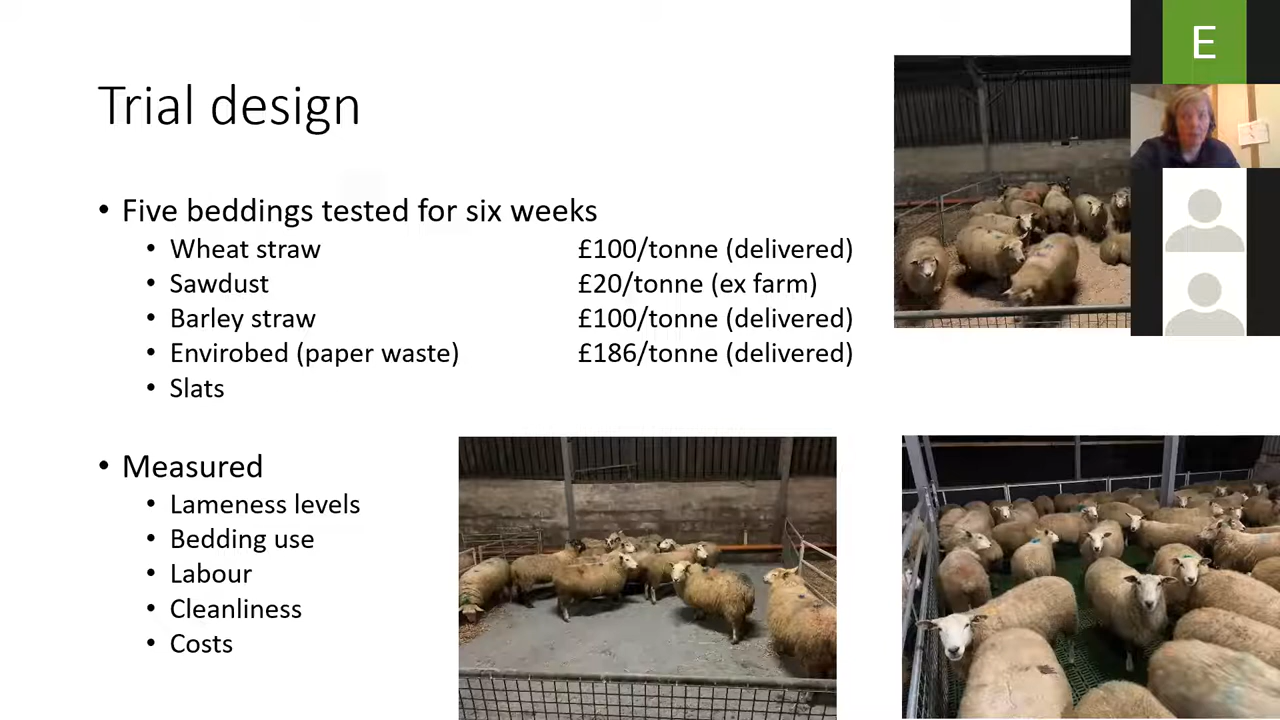 E
Trial design
• Five beddings tested for six weeks
• Wheat straw £100/tonne (delivered)
• Sawdust £20/tonne (ex farm)
• Barley straw £100/tonne (delivered)
• Envirobed (paper waste) £186/tonne (delivered)
• Slats
• Measured
• Lameness levels
• Bedding use
• Labour
• Cleanliness
• Costs